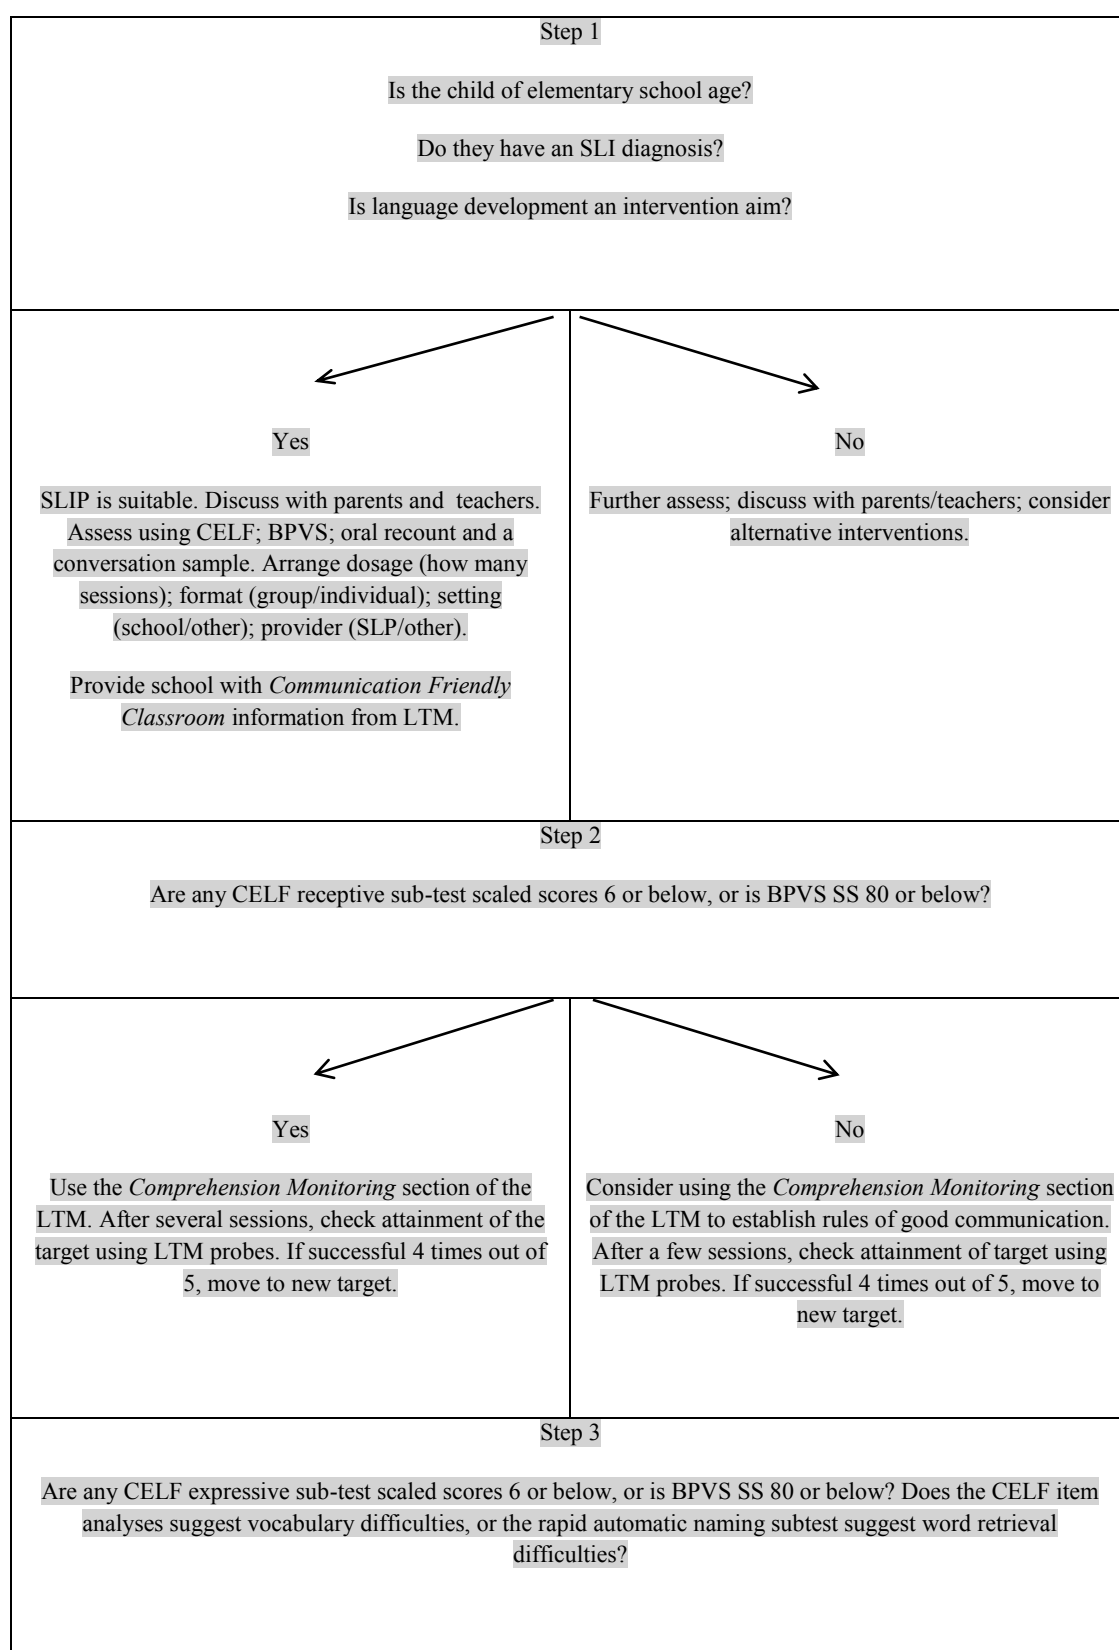 Step 1
Is the child of elementary school age?
Do they have an SLI diagnosis?
Is language development an intervention aim?
Yes
SLIP is suitable. Discuss with parents and teachers.
Assess using CELF; BPVS; oral recount and a
conversation sample. Arrange dosage (how many
sessions); format (group/individual); setting
(school/other); provider (SLP/other).
Provide school with Communication Friendly
Classroom information from LTM.
No
Further assess; discuss with parents/teachers; consider
alternative interventions.
Step 2
Are any CELF receptive sub-test scaled scores 6 or below, or is BPVS SS 80 or below?
Yes
Use the Comprehension Monitoring section of the
LTM. After several sessions, check attainment of the
target using LTM probes. If successful 4 times out of
5, move to new target.
No
Consider using the Comprehension Monitoring section
of the LTM to establish rules of good communication.
After a few sessions, check attainment of target using
LTM probes. If successful 4 times out of 5, move to
new target.
Step 3
Are any CELF expressive sub-test scaled scores 6 or below, or is BPVS SS 80 or below? Does the CELF item
analyses suggest vocabulary difficulties, or the rapid automatic naming subtest suggest word retrieval
difficulties?